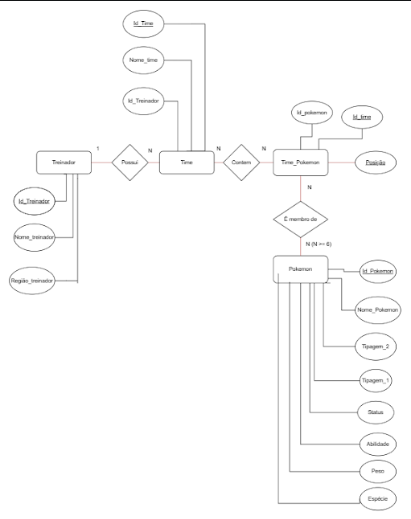 Id_Time
Nome_time
Id_Treinador
Id_pokemon
Id_time
1
N
N
N
Treinador
Possui
Time
Contem
Time_Pokemon
Posição
N
Id_Treinador
É membro de
Nome_treinador
N (N >= 6)
Pokemon
Id_Pokemon
Região_treinador
Nome_Pokemon
Tipagem_2
Tipagem_1
Status
Abilidade
Peso
Espécie